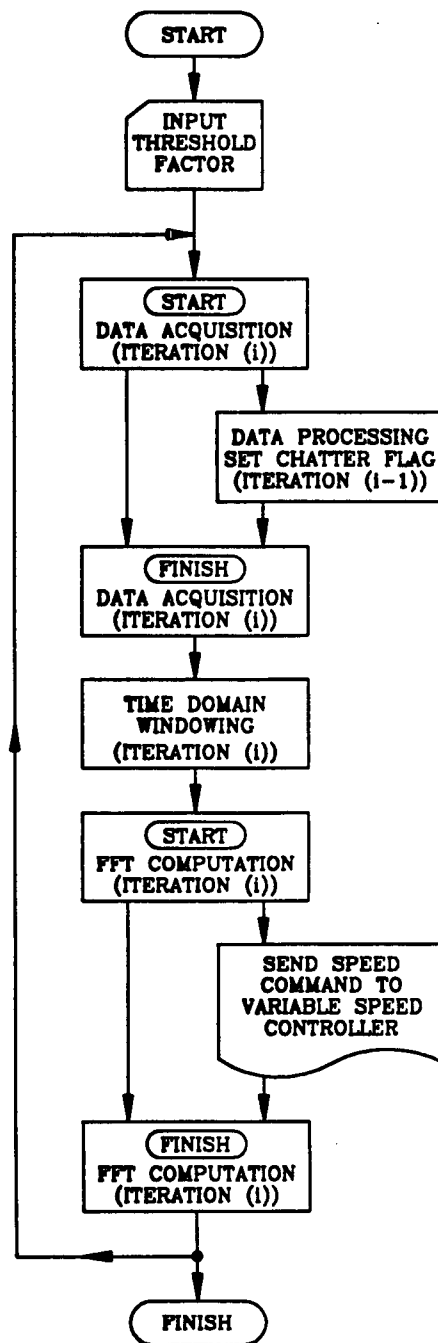 START
INPUT
THRESHOLD
FACTOR
START
DATA ACQUISITION
(ITERATION (i))
DATA PROCESSING
SET CHATTER FLAG
(ITERATION (i-1))
FINISH
DATA ACQUISITION
(ITERATION (i))
TIME DOMAIN
WINDOWING
(ITERATION (i))
START
FFT COMPUTATION
(ITERATION (i))
SEND SPEED
COMMAND TO
VARIABLE SPEED
CONTROLLER
FINISH
FFT COMPUTATION
(ITERATION (i))
FINISH